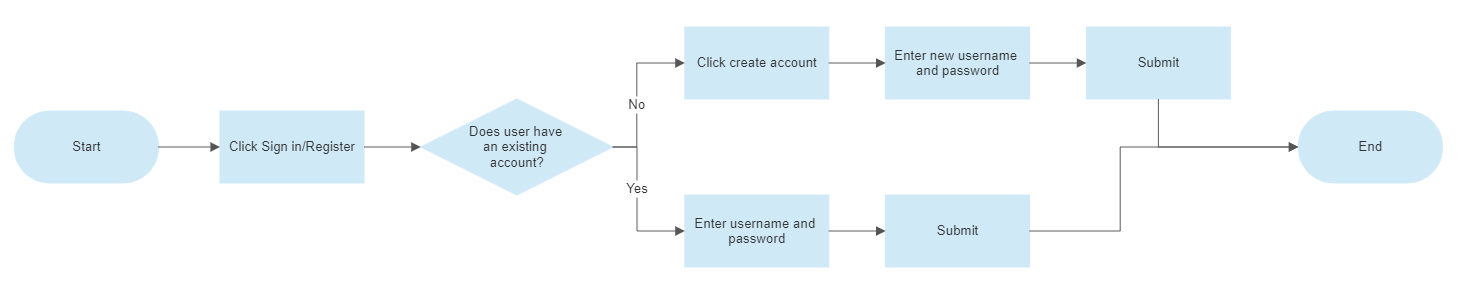 Start
Click Sign in/Register
Does user have
an existing
account?
No
Click create account
Enter new username
and password
Submit
Yes
Enter username and
password
Submit
End